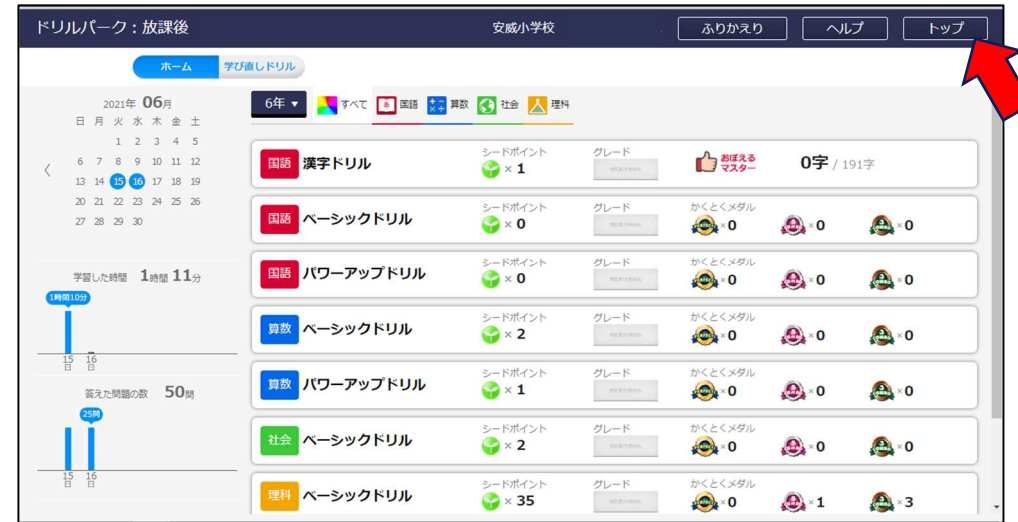 ドリルパーク：放課後 安威小学校 ふりかえり ヘルプ トップ
ホーム 学び直しドリル
2021年 06月
日 月 火 水 木 金 土
1 2 3 4 5
6 7 8 9 10 11 12
13 14 15 16 17 18 19
20 21 22 23 24 25 26
27 28 29 30
学習した時間 1時間 11分
1時間10分
15日 16日
答えた問題の数 50問
25問
15日 16日
6年 すべて 国語 算数 社会 理科
国語 漢字ドリル シードポイント × 1 グレード おぼえるマスター 0字 / 191字
国語 ベーシックドリル シードポイント × 0 グレード かくとくメダル × 0 × 0 × 0
国語 パワーアップドリル シードポイント × 0 グレード かくとくメダル × 0 × 0 × 0
算数 ベーシックドリル シードポイント × 2 グレード かくとくメダル × 0 × 0 × 0
算数 パワーアップドリル シードポイント × 1 グレード かくとくメダル × 0 × 0 × 0
社会 ベーシックドリル シードポイント × 2 グレード かくとくメダル × 0 × 0 × 0
理科 ベーシックドリル シードポイント × 35 グレード かくとくメダル × 0 × 1 × 3